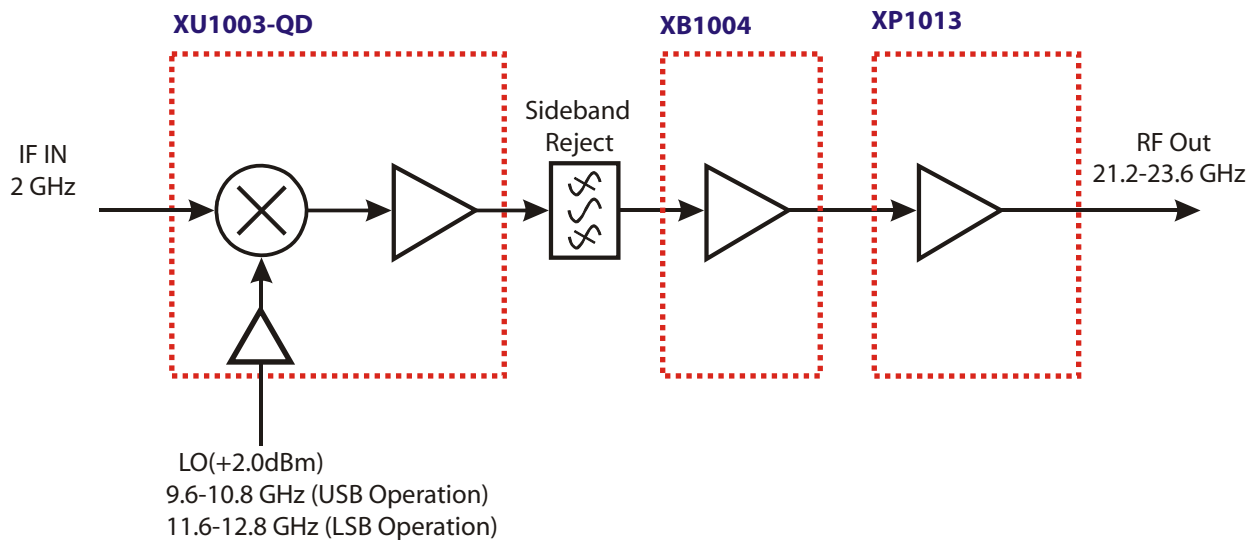 XU1003-QD
XB1004
XP1013
Sideband
Reject
IF IN
2 GHz
RF Out
21.2-23.6 GHz
LO(+2.0dBm)
9.6-10.8 GHz (USB Operation)
11.6-12.8 GHz (LSB Operation)